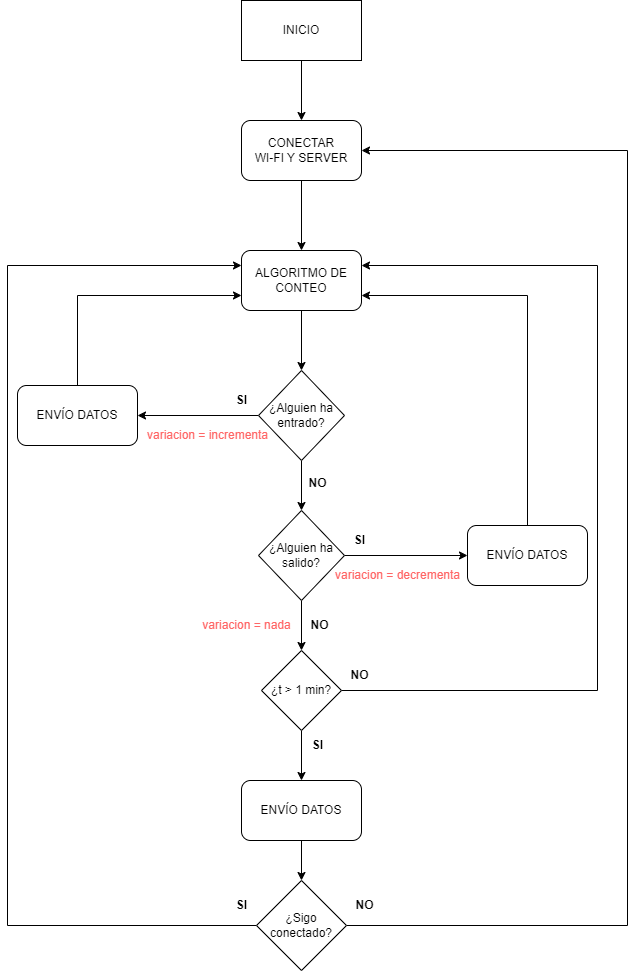 INICIO
CONECTAR
WI-FI Y SERVER
ALGORITMO DE
CONTEO
SI
¿Alguien ha
entrado?
ENVÍO DATOS
variacion = incrementa
NO
¿Alguien ha
salido?
SI
ENVÍO DATOS
variacion = decrementa
variacion = nada
NO
¿t > 1 min?
NO
SI
ENVÍO DATOS
SI
NO
¿Sigo
conectado?